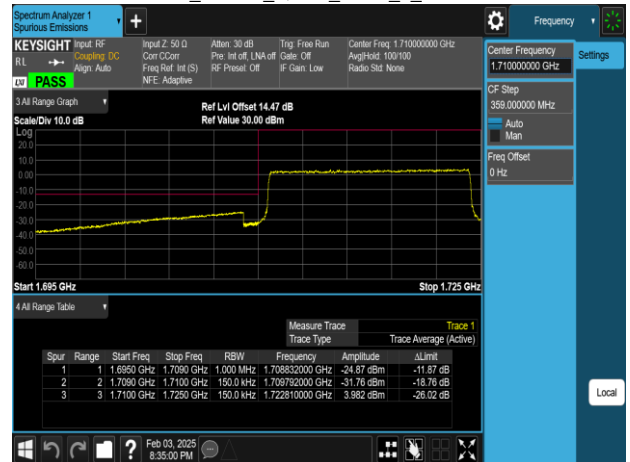 Spectrum Analyzer 1
Spurious Emissions
Frequency
KEYSIGHT Input: RF Input Z: 50 Ω Atten: 30 dB Trig: Free Run Center Freq: 1.710000000 GHz
RL Coupling: DC Corr CCorr Pre: Int off, LNA off Gate: Off Avg|Hold: 100/100
Align: Auto Freq Ref: Int (S) RF Presel: Off IF Gain: Low Radio Std: None
LXI PASS NFE: Adaptive
Center Frequency
1.710000000 GHz
Settings
CF Step
359.000000 MHz
Auto
Man
Freq Offset
0 Hz
3 All Range Graph
Ref Lvl Offset 14.47 dB
Scale/Div 10.0 dB Ref Value 30.00 dBm
Log
20.0
10.0
0.00
-10.0
-20.0
-30.0
-40.0
-50.0
-60.0
Start 1.695 GHz Stop 1.725 GHz
4 All Range Table
Measure Trace Trace 1
Trace Type Trace Average (Active)
Spur Range Start Freq Stop Freq RBW Frequency Amplitude ΔLimit
1 1 1.6950 GHz 1.7090 GHz 1.000 MHz 1.708832000 GHz -24.87 dBm -11.87 dB
2 2 1.7090 GHz 1.7100 GHz 150.0 kHz 1.709792000 GHz -31.76 dBm -18.76 dB
3 3 1.7100 GHz 1.7250 GHz 150.0 kHz 1.722810000 GHz 3.982 dBm -26.02 dB
Local
Feb 03, 2025
8:35:00 PM